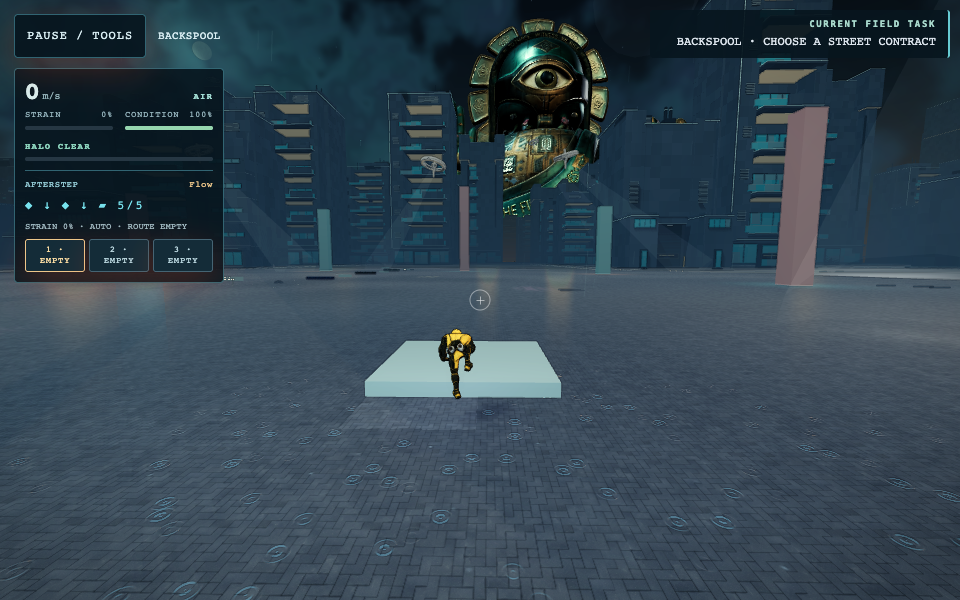 PAUSE / TOOLS
BACKSPOOL
CURRENT FIELD TASK
BACKSPOOL · CHOOSE A STREET CONTRACT
0 m/s
AIR
STRAIN 0%
CONDITION 100%
HALO CLEAR
AFTERSTEP
Flow
5/5
STRAIN 0% · AUTO · ROUTE EMPTY
1 · EMPTY
2 · EMPTY
3 · EMPTY